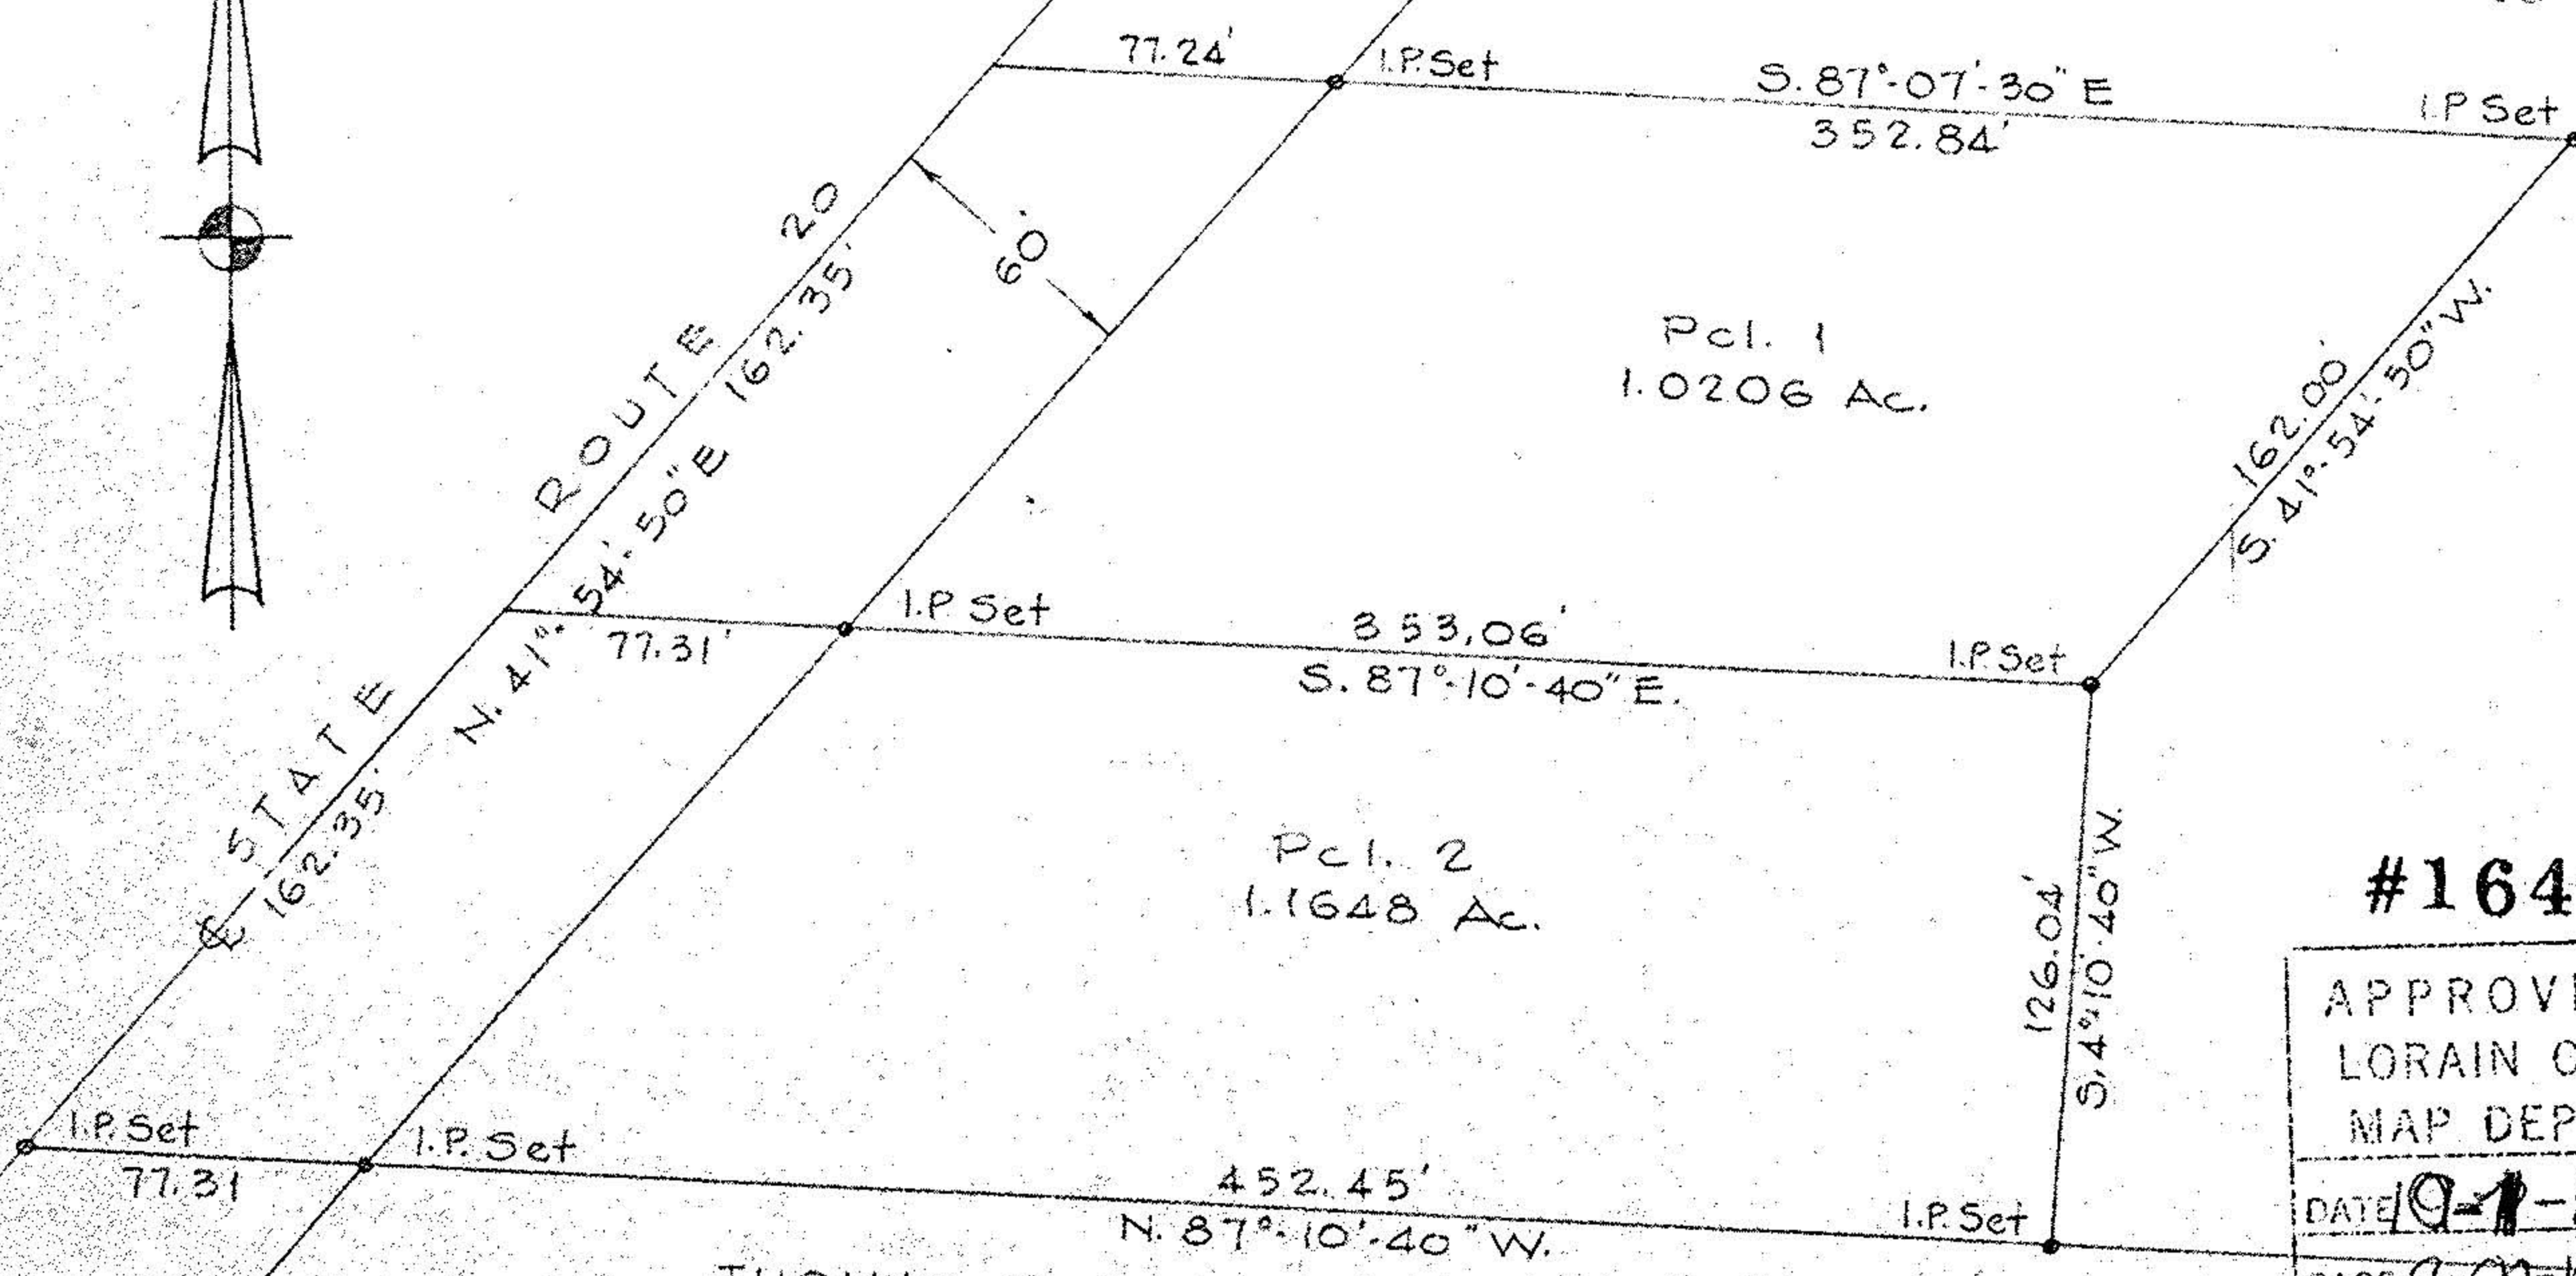 77.24'
I.P. Set
S. 87°-07'-30" E
352.84'
I.P Set
60'
STATE ROUTE 20
162.35'
N. 41°-54'-50" E
Pcl. 1
1.0206 Ac.
162.00'
S. 41°-54'-50" W.
I.P Set
77.31'
353.06'
S. 87°-10'-40" E.
I.P. Set
℄
162.35'
Pcl. 2
1.1648 Ac.
126.04'
S. 4°-10'-40" W.
#164
APPROV
LORAIN
MAP DEP
DATE
I.P. Set
77.31
I.P. Set
452.45'
N. 87°-10'-40" W.
I.P. Set